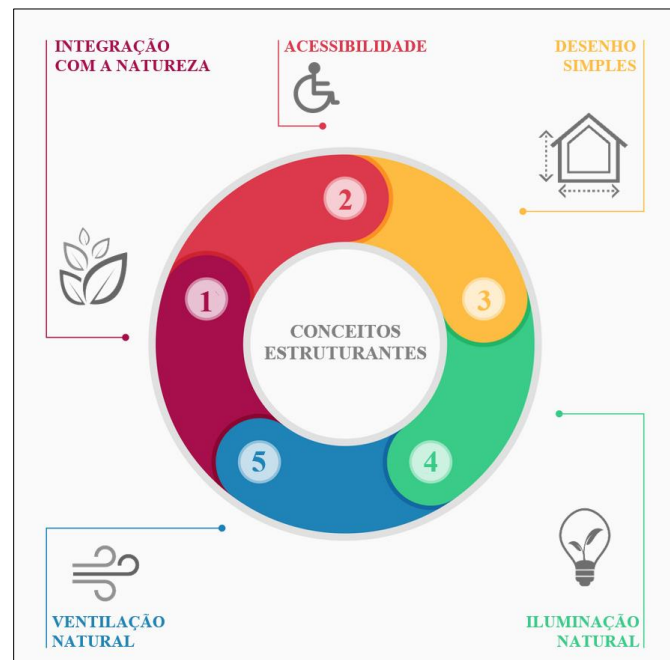 INTEGRAÇÃO
COM A NATUREZA
ACESSIBILIDADE
DESENHO
SIMPLES
2
1
3
CONCEITOS
ESTRUTURANTES
5
4
VENTILAÇÃO
NATURAL
ILUMINAÇÃO
NATURAL